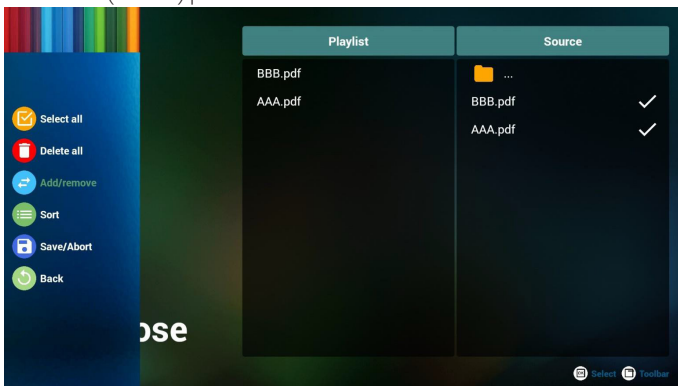 Playlist
Source
BBB.pdf
AAA.pdf
...
BBB.pdf
AAA.pdf
Select all
Delete all
Add/remove
Sort
Save/Abort
Back
ose
OK Select Toolbar